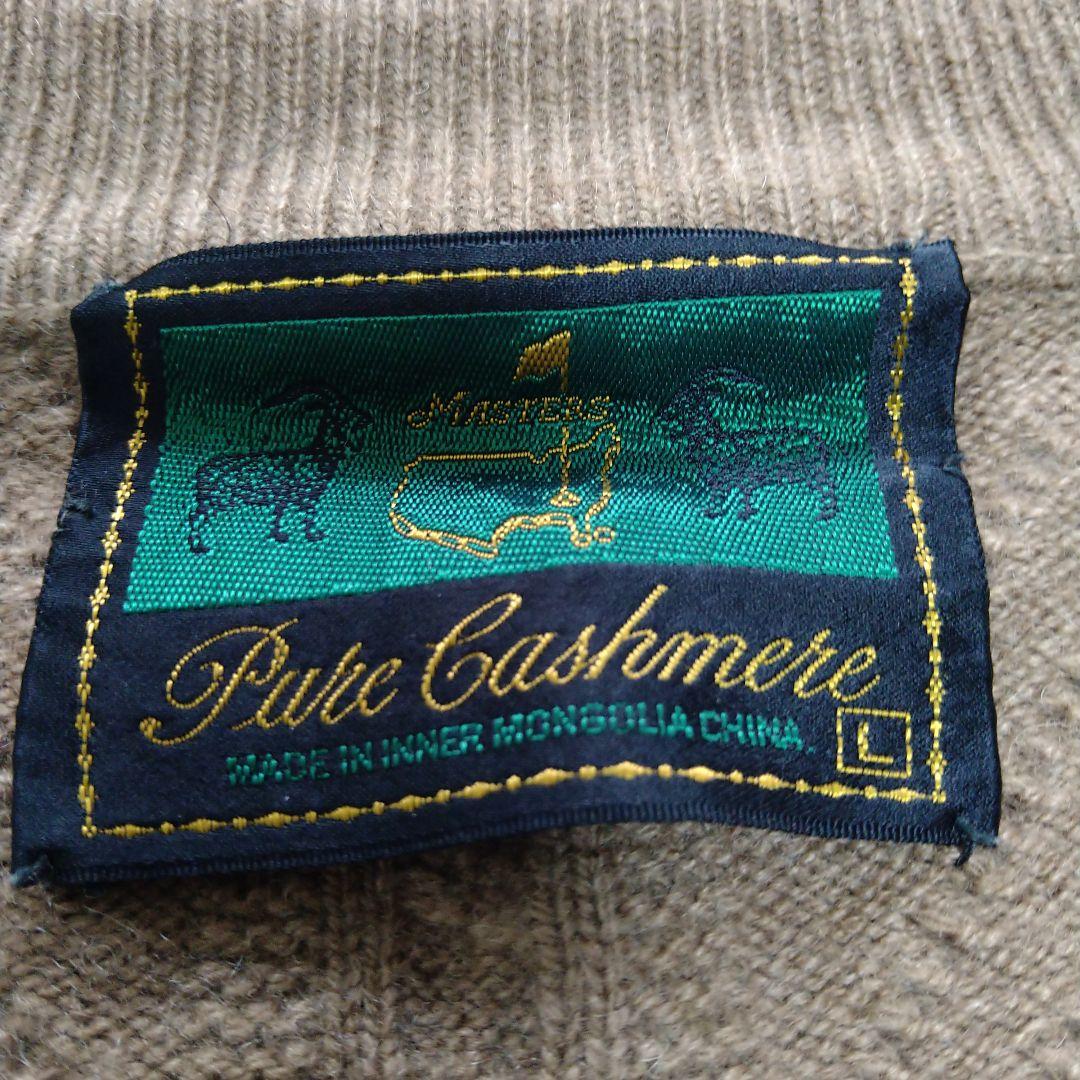 MASTERS
Pure Cashmere
MADE IN INNER MONGOLIA CHINA
L